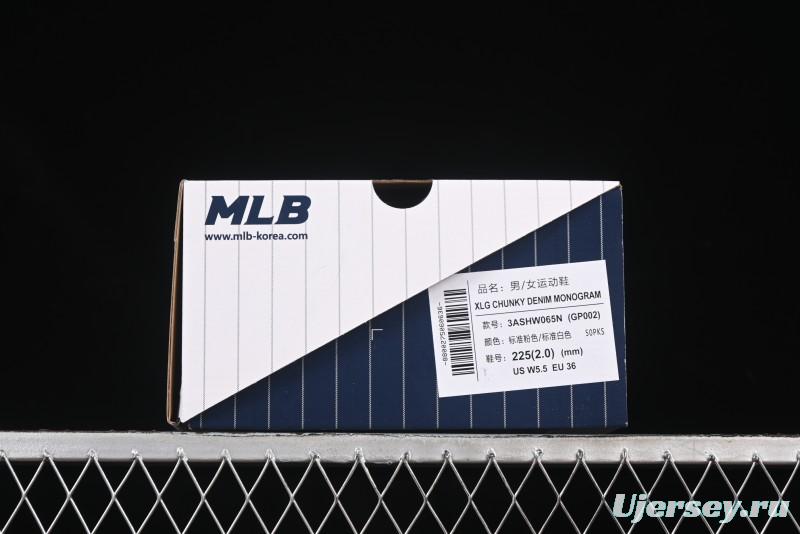 MLB
www.mlb-korea.com
品名：男/女运动鞋
XLG CHUNKY DENIM MONOGRAM
款号：3ASHW065N (GP002)
颜色：标准粉色/标准白色 50PKS
鞋号：225(2.0) (mm)
US W5.5 EU 36
Ujersey.ru